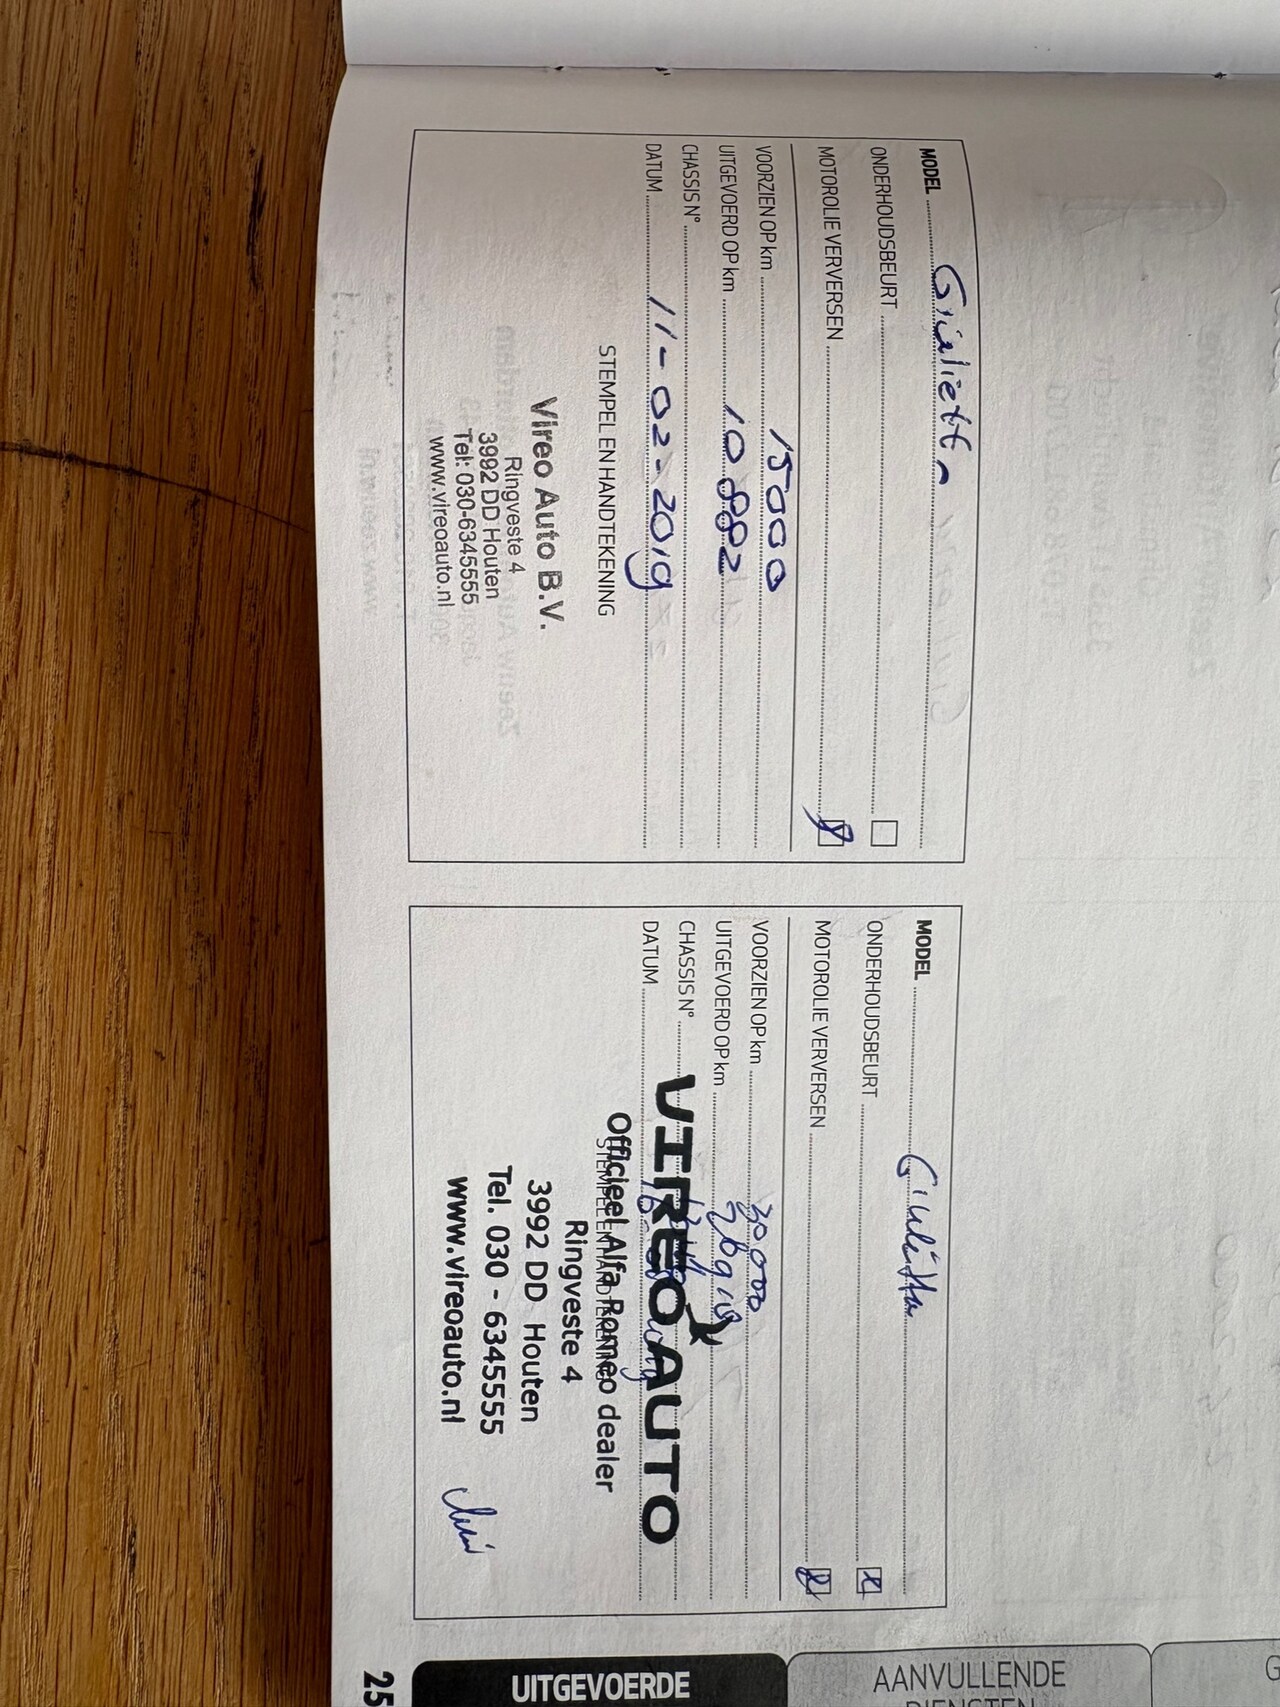 MODEL Giulietta
ONDERHOUDSBEURT
MOTOROLIE VERVERSEN
VOORZIEN OP km 15000
UITGEVOERD OP km 10882
CHASSIS N°
DATUM 11-02-2019
STEMPEL EN HANDTEKENING
Vireo Auto B.V.
Ringveste 4
3992 DD Houten
Tel: 030-6345555
www.vireoauto.nl
MODEL Giulietta
ONDERHOUDSBEURT
MOTOROLIE VERVERSEN
VOORZIEN OP km 30000
UITGEVOERD OP km
CHASSIS N°
DATUM
VIREO AUTO
STEMPEL EN HANDTEKENING
Officieel Alfa Romeo dealer
Ringveste 4
3992 DD Houten
Tel. 030 - 6345555
www.vireoauto.nl
25
UITGEVOERDE
AANVULLENDE
DIENSTEN
G